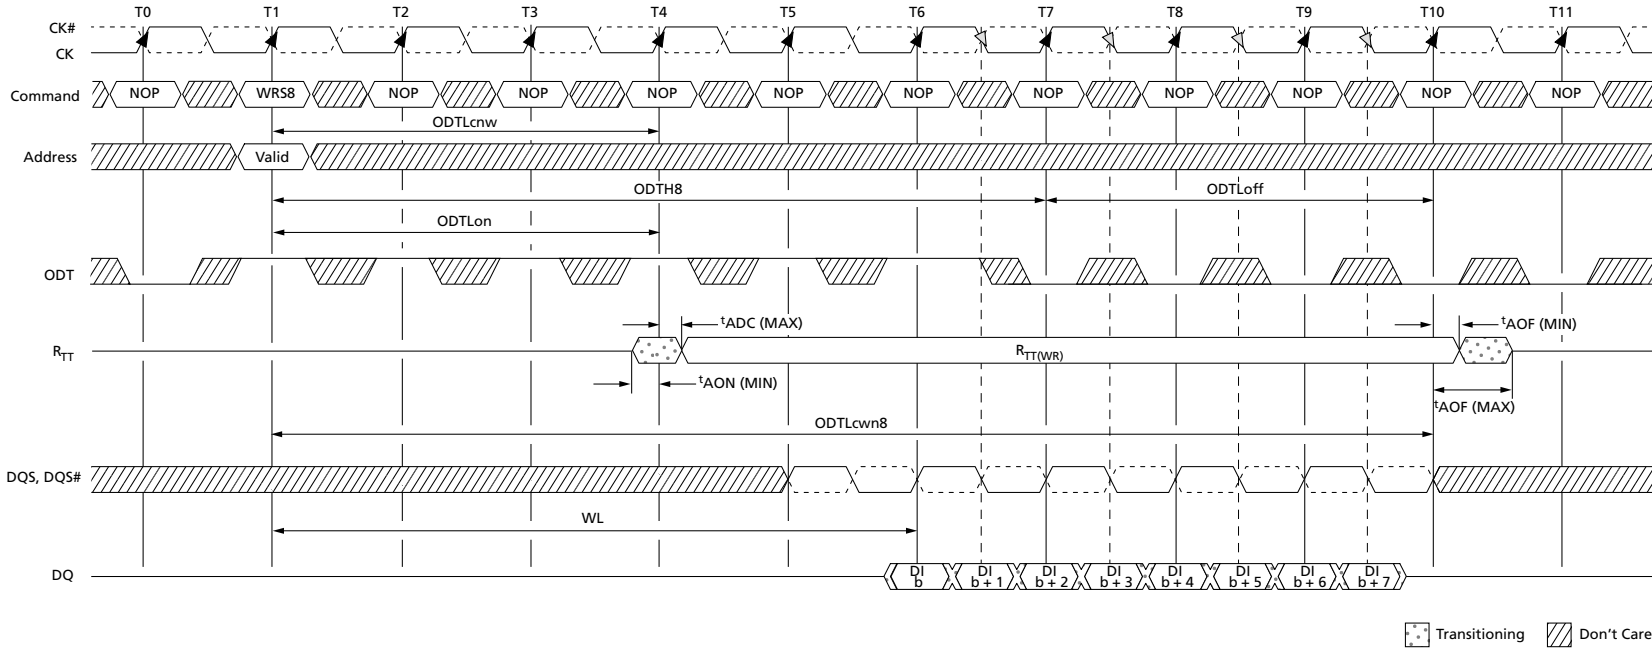 T0 T1 T2 T3 T4 T5 T6 T7 T8 T9 T10 T11
CK#
CK
Command NOP WRS8 NOP NOP NOP NOP NOP NOP NOP NOP NOP NOP
ODTLcnw
Address Valid
ODTH8 ODTLoff
ODTLon
ODT
tADC (MAX) tAOF (MIN)
RTT RTT(WR)
tAON (MIN)
tAOF (MAX)
ODTLcwn8
DQS, DQS#
WL
DQ DI b DI b + 1 DI b + 2 DI b + 3 DI b + 4 DI b + 5 DI b + 6 DI b + 7
Transitioning Don't Care